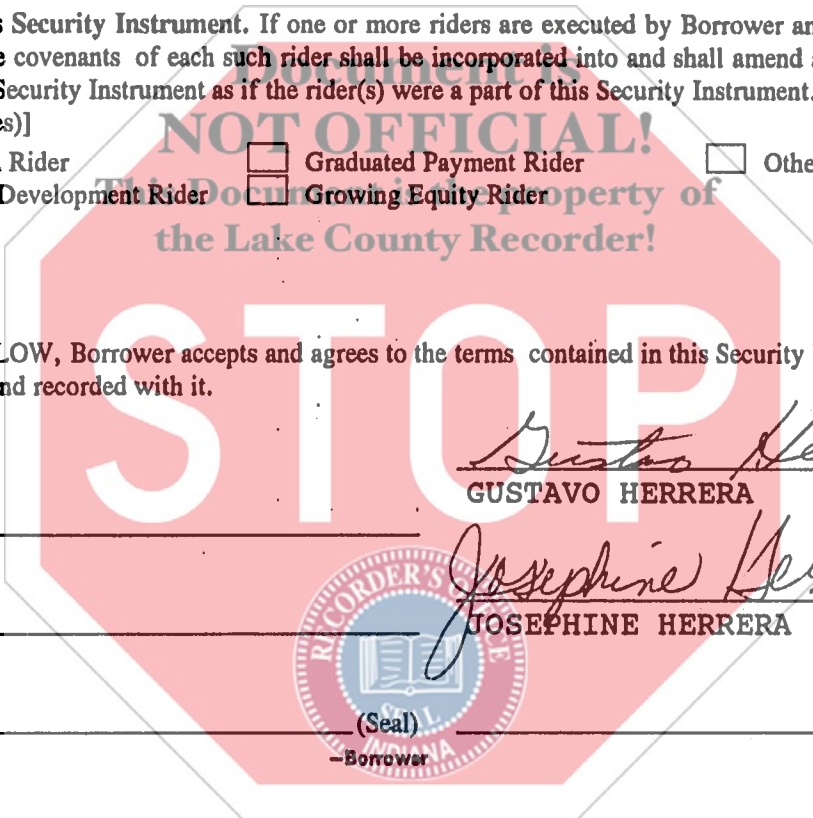 s Security Instrument. If one or more riders are executed by Borrower an
e covenants of each such rider shall be incorporated into and shall amend a
Security Instrument as if the rider(s) were a part of this Security Instrument.
es)]
Document is
NOT OFFICIAL!
This Document is the property of
the Lake County Recorder!
Rider Graduated Payment Rider Othe
Development Rider Growing Equity Rider
STOP
LOW, Borrower accepts and agrees to the terms contained in this Security
nd recorded with it.
Gustavo He
GUSTAVO HERRERA
Josephine He
JOSEPHINE HERRERA
RECORDER'S OFFICE
SEAL
INDIANA
(Seal)
-Borrower